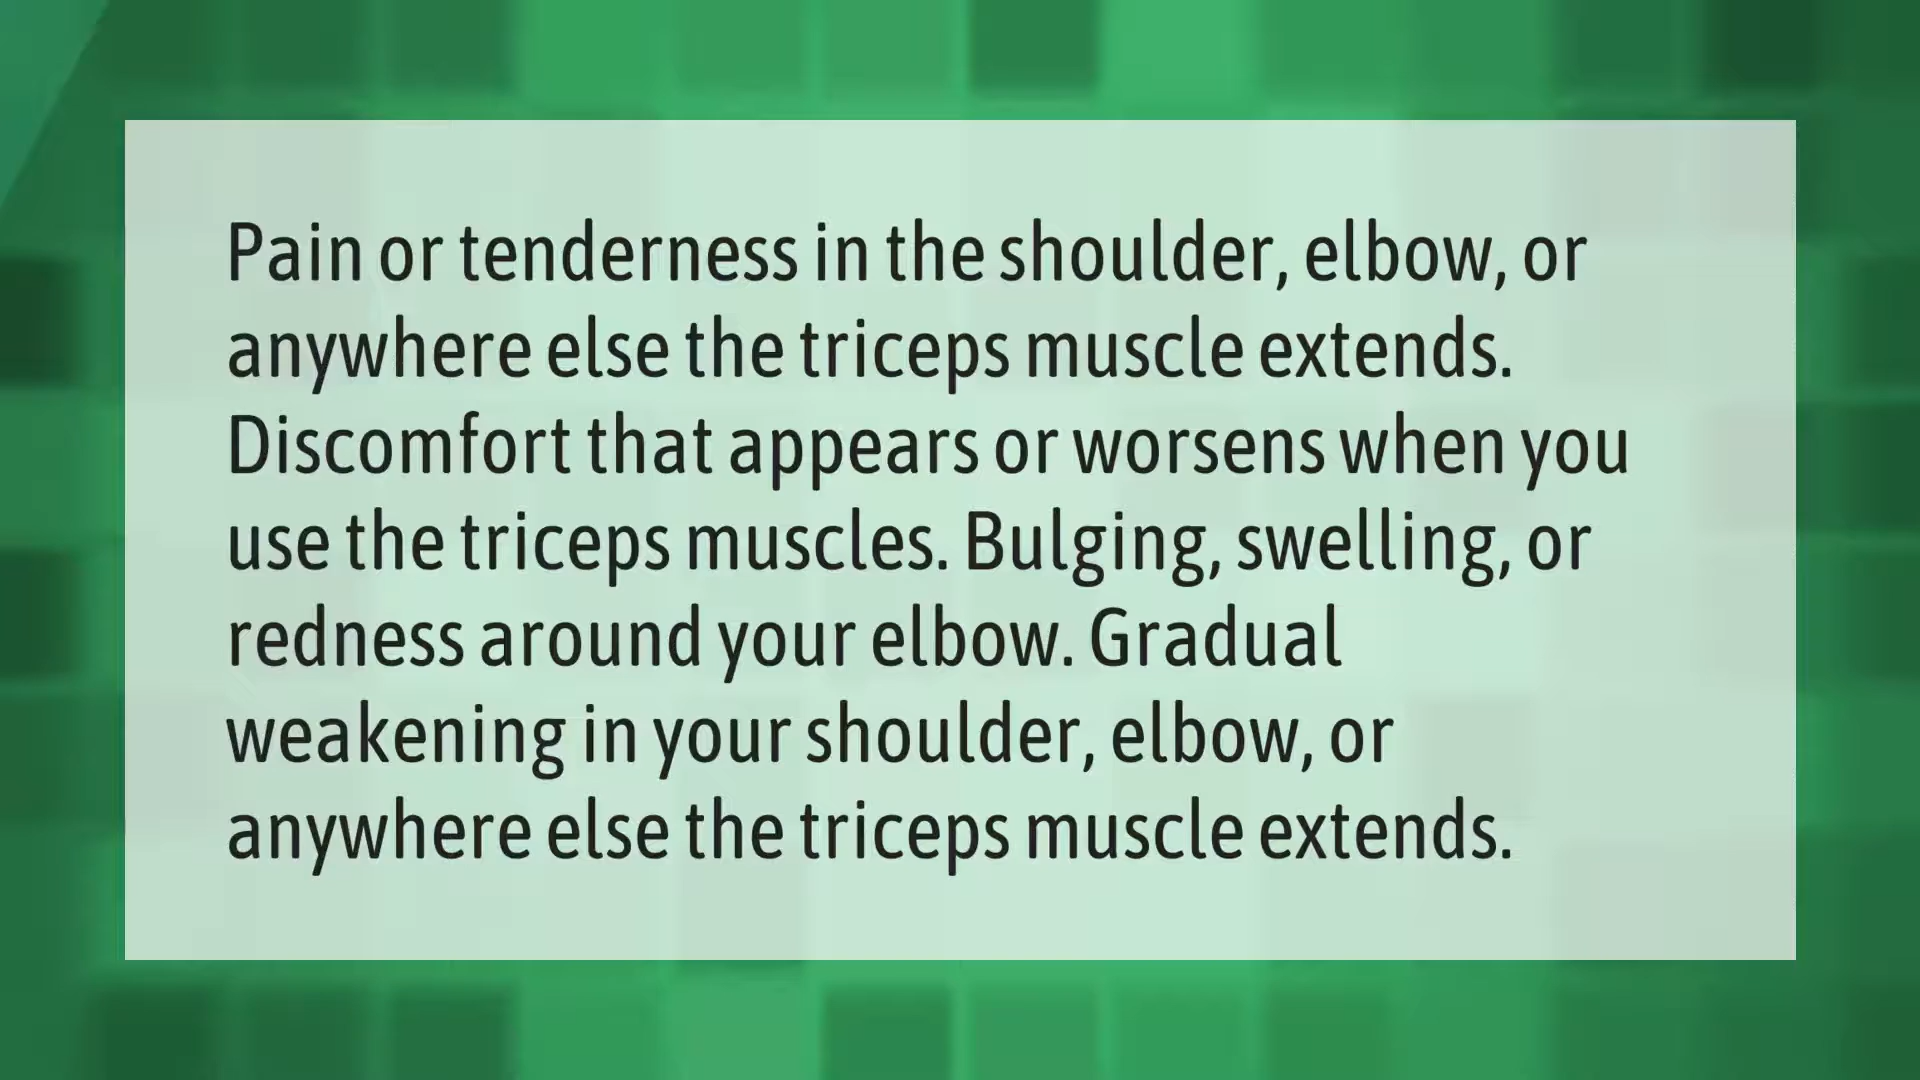 Pain or tenderness in the shoulder, elbow, or
anywhere else the triceps muscle extends.
Discomfort that appears or worsens when you
use the triceps muscles. Bulging, swelling, or
redness around your elbow. Gradual
weakening in your shoulder, elbow, or
anywhere else the triceps muscle extends.